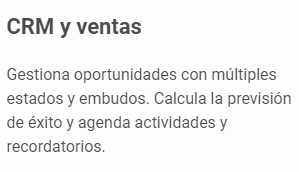 CRM y ventas
Gestiona oportunidades con múltiples
estados y embudos. Calcula la previsión
de éxito y agenda actividades y
recordatorios.